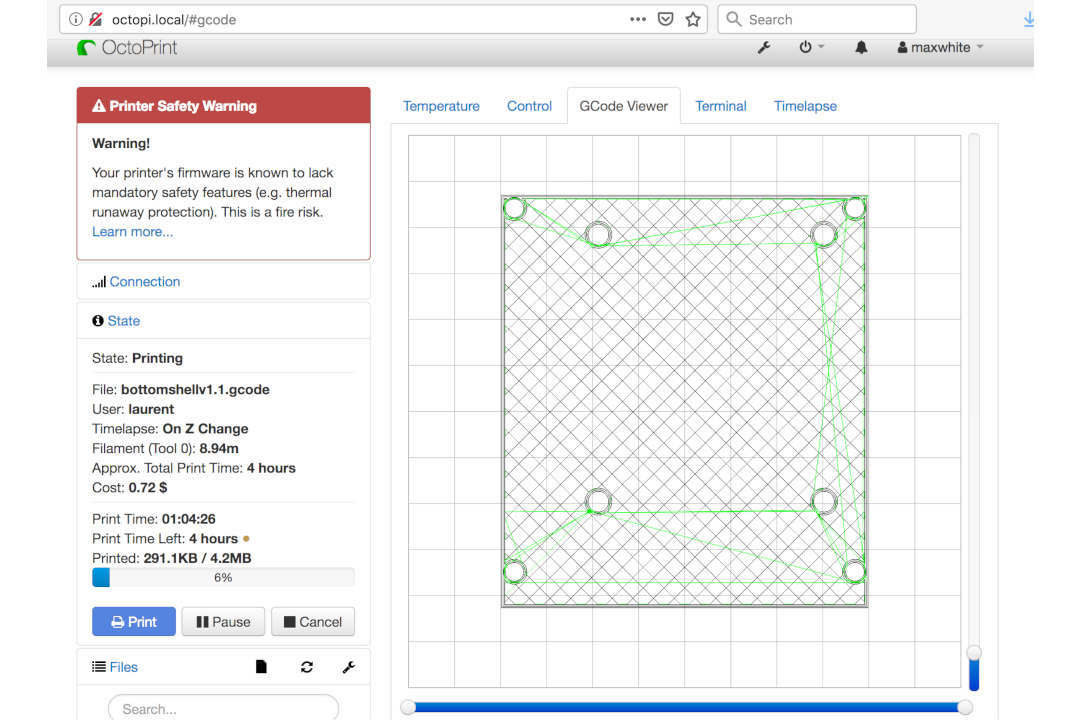 octopi.local/#gcode
Search
OctoPrint
maxwhite
Printer Safety Warning
Warning!
Your printer's firmware is known to lack
mandatory safety features (e.g. thermal
runaway protection). This is a fire risk.
Learn more...
Connection
State
State: Printing
File: bottomshellv1.1.gcode
User: laurent
Timelapse: On Z Change
Filament (Tool 0): 8.94m
Approx. Total Print Time: 4 hours
Cost: 0.72 $
Print Time: 01:04:26
Print Time Left: 4 hours
Printed: 291.1KB / 4.2MB
6%
Print
Pause
Cancel
Files
Search...
Temperature
Control
GCode Viewer
Terminal
Timelapse